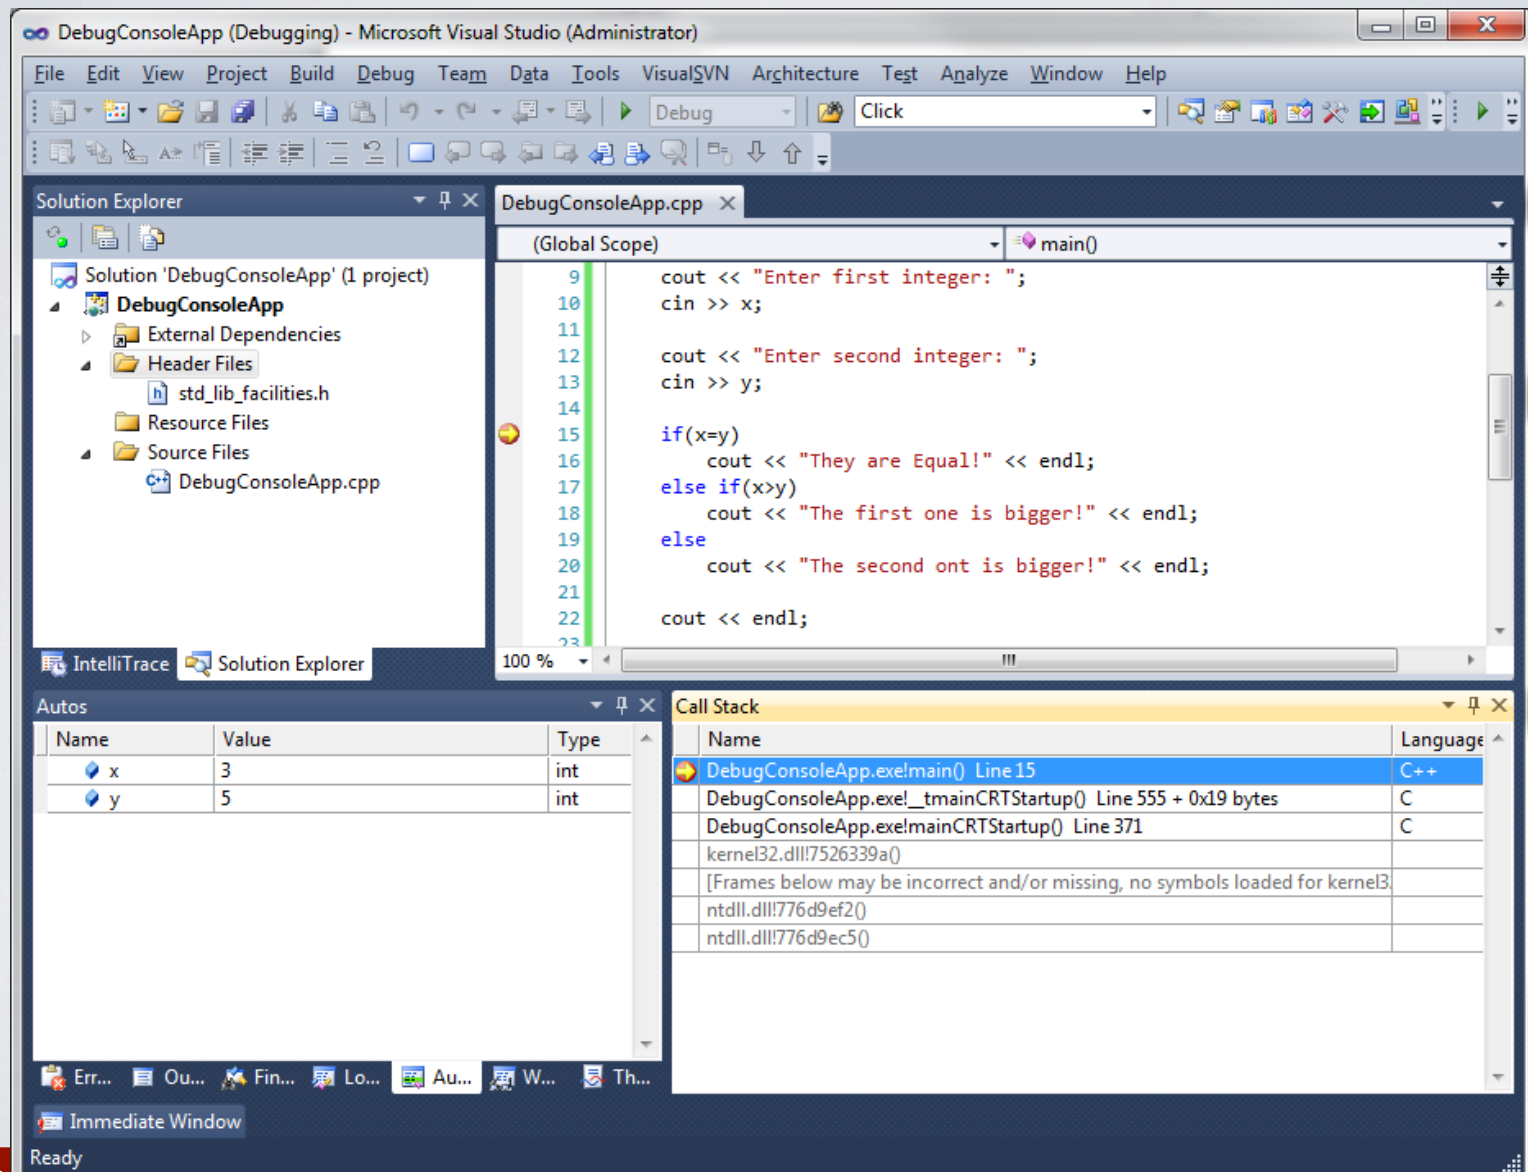 DebugConsoleApp (Debugging) - Microsoft Visual Studio (Administrator)
File Edit View Project Build Debug Team Data Tools VisualSVN Architecture Test Analyze Window Help
Debug Click
Solution Explorer
Solution 'DebugConsoleApp' (1 project)
DebugConsoleApp
External Dependencies
Header Files
std_lib_facilities.h
Resource Files
Source Files
DebugConsoleApp.cpp
IntelliTrace Solution Explorer
DebugConsoleApp.cpp
(Global Scope) main()
9 cout << "Enter first integer: ";
10 cin >> x;
11
12 cout << "Enter second integer: ";
13 cin >> y;
14
15 if(x=y)
16 cout << "They are Equal!" << endl;
17 else if(x>y)
18 cout << "The first one is bigger!" << endl;
19 else
20 cout << "The second ont is bigger!" << endl;
21
22 cout << endl;
23
100 %
Autos
Name Value Type
x 3 int
y 5 int
Err... Ou... Fin... Lo... Au... W... Th...
Call Stack
Name Language
DebugConsoleApp.exe!main() Line 15 C++
DebugConsoleApp.exe!__tmainCRTStartup() Line 555 + 0x19 bytes C
DebugConsoleApp.exe!mainCRTStartup() Line 371 C
kernel32.dll!7526339a()
[Frames below may be incorrect and/or missing, no symbols loaded for kernel3
ntdll.dll!776d9ef2()
ntdll.dll!776d9ec5()
Immediate Window
Ready